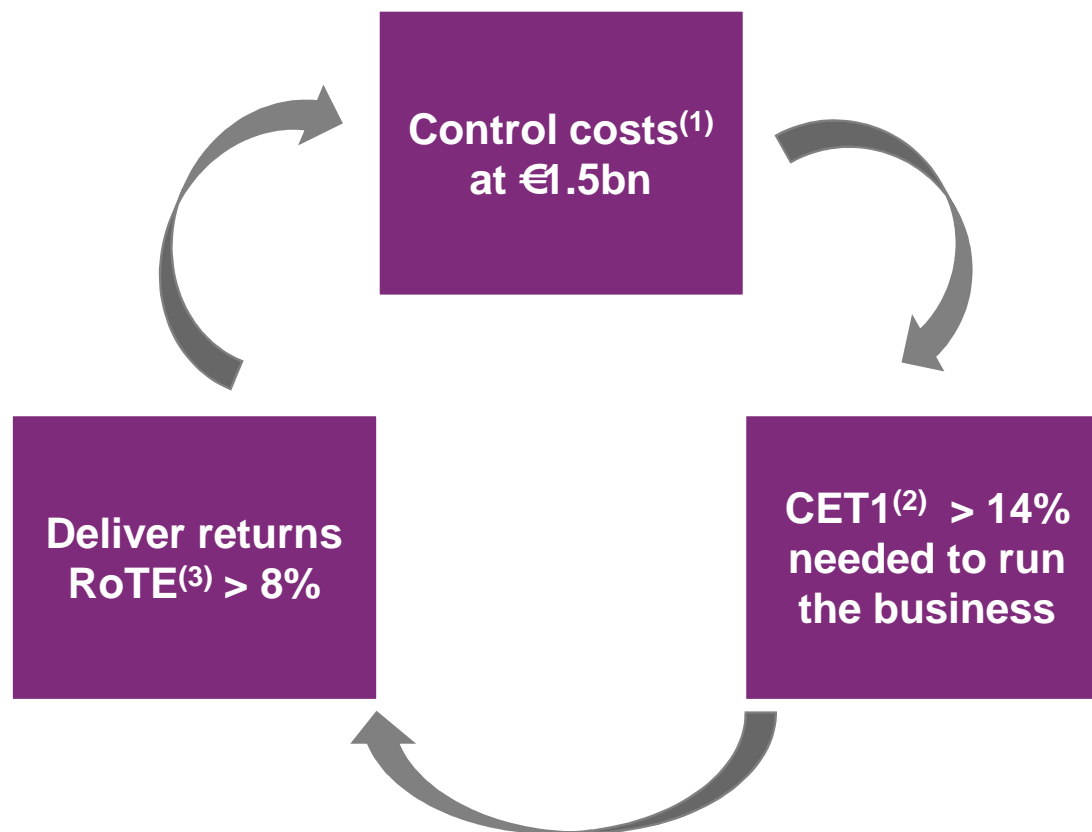 Control costs(1)
at €1.5bn
Deliver returns
RoTE(3) > 8%
CET1(2) > 14%
needed to run
the business